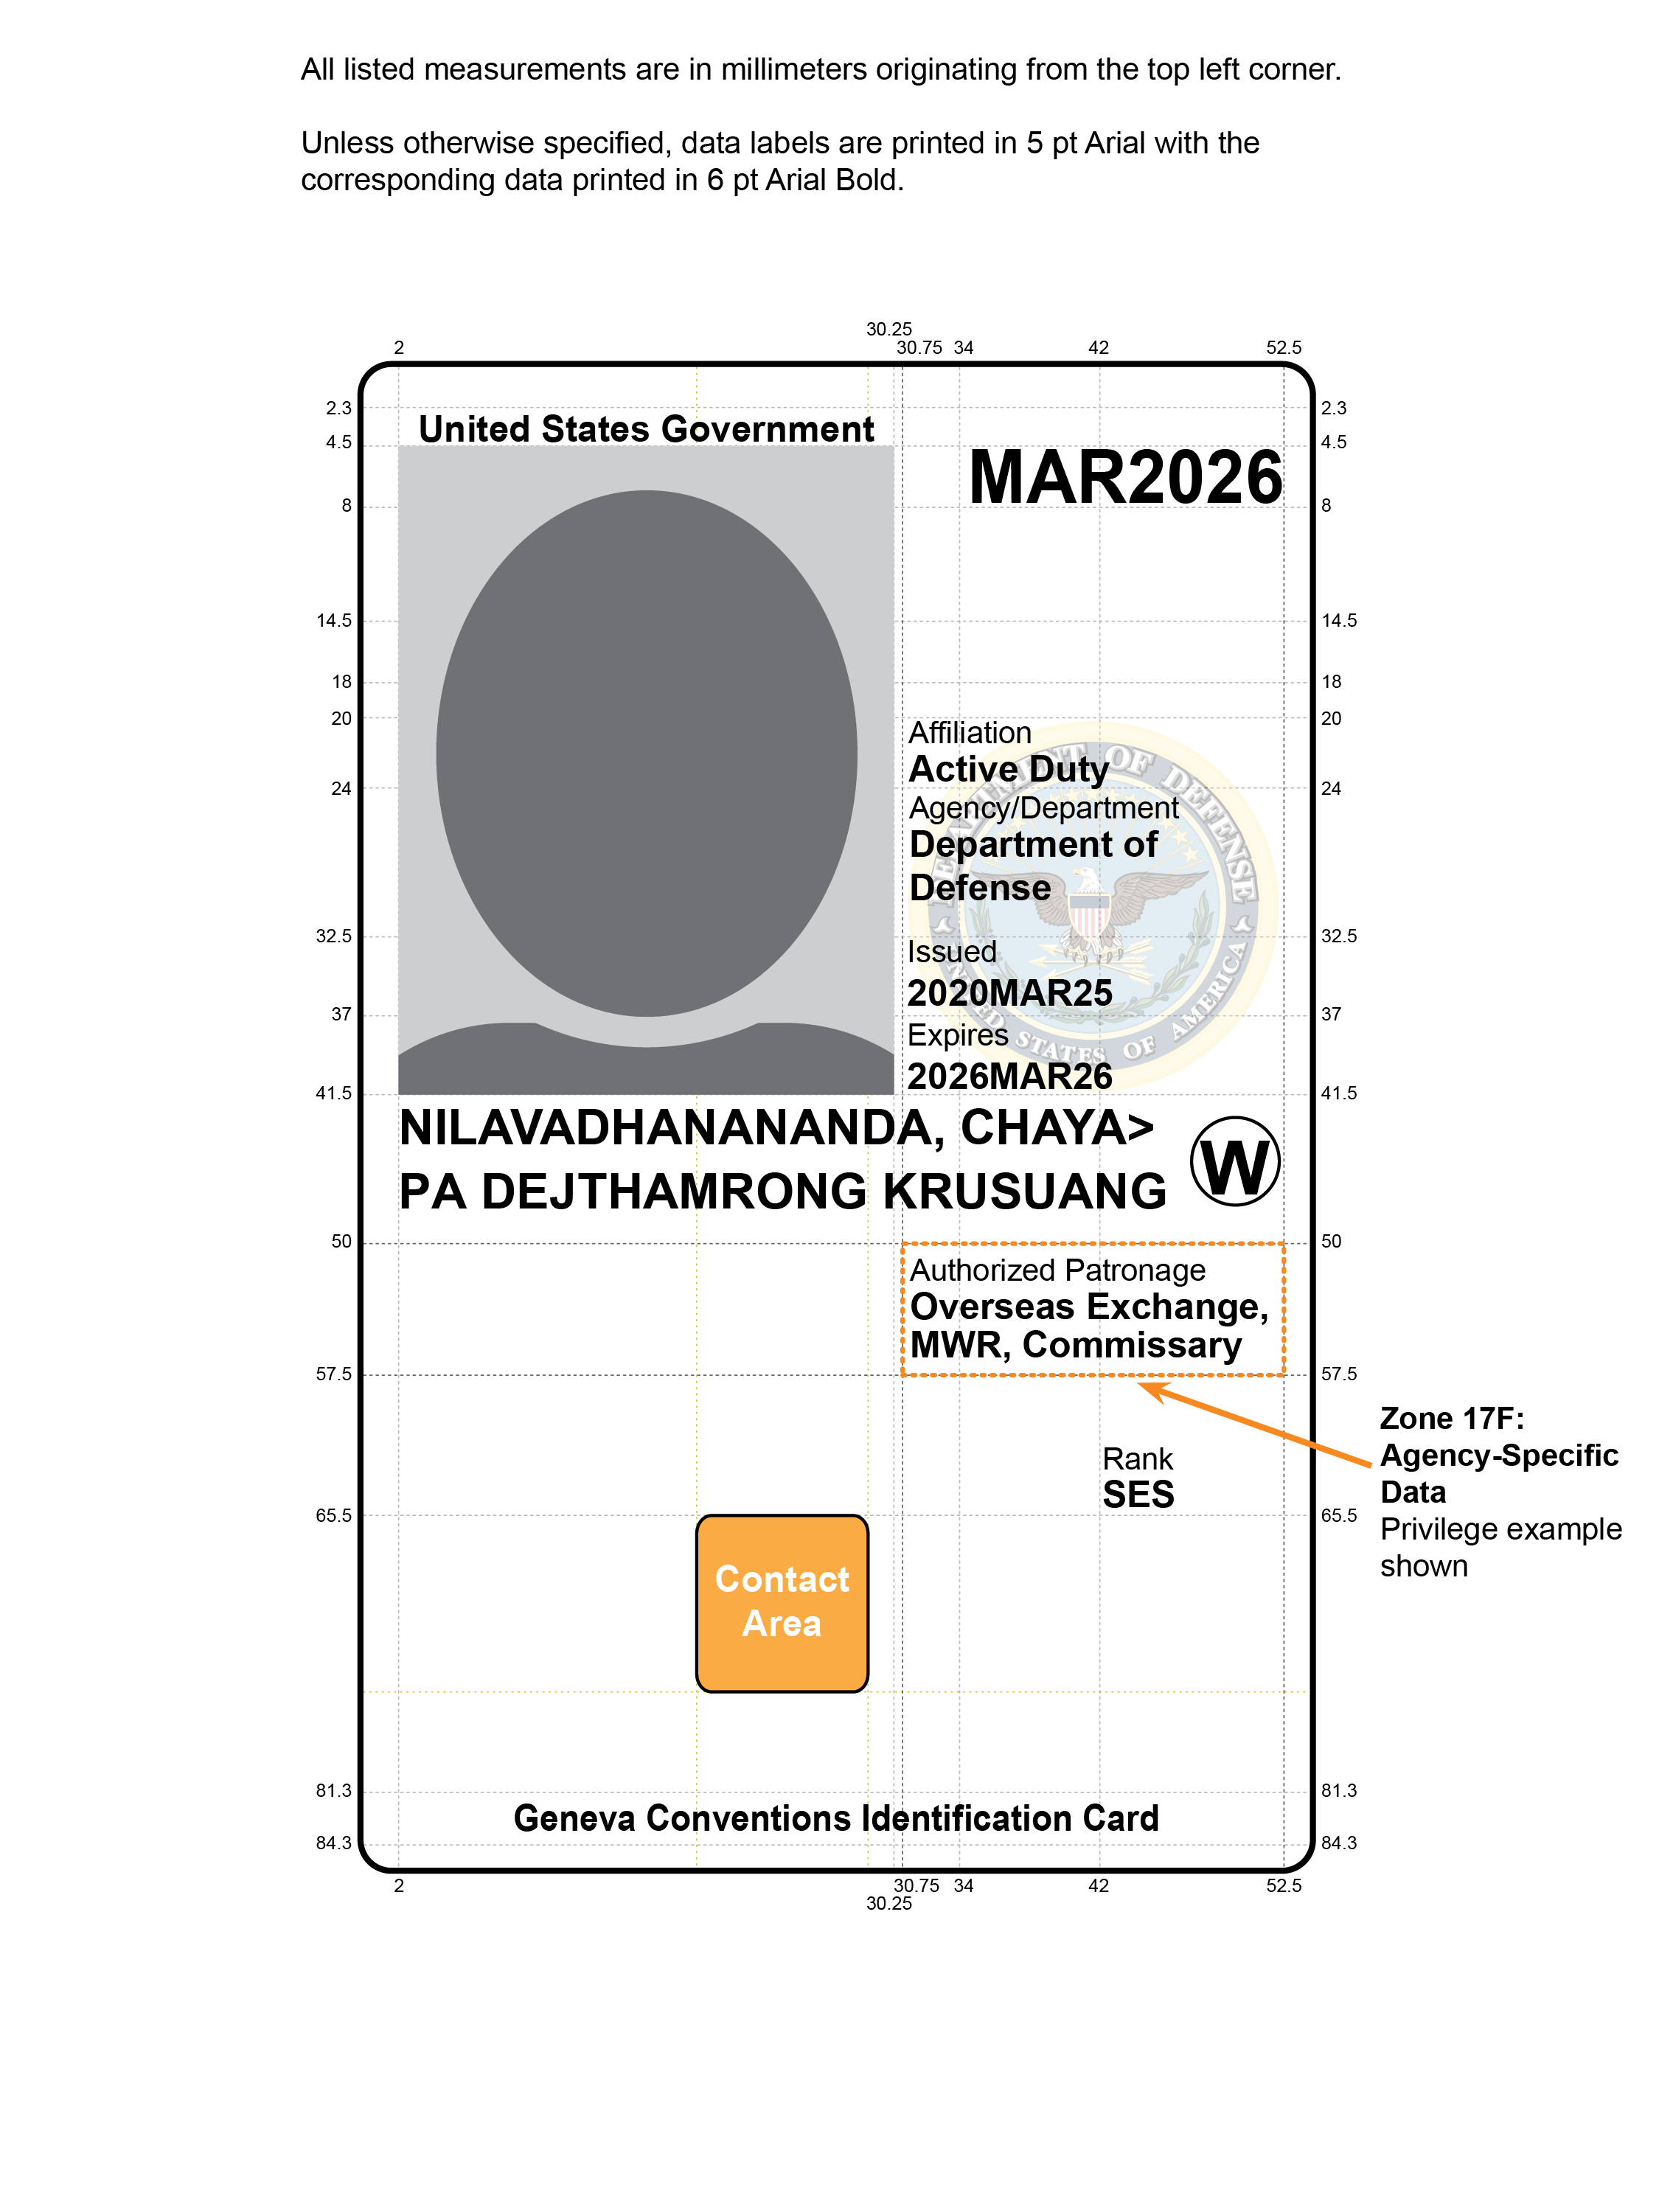 All listed measurements are in millimeters originating from the top left corner.
Unless otherwise specified, data labels are printed in 5 pt Arial with the
corresponding data printed in 6 pt Arial Bold.
30.25
2 30.75 34 42 52.5
2.3 2.3
United States Government
4.5 4.5
MAR2026
8 8
14.5 14.5
18 18
20 20
Affiliation
Active Duty
24 24
Agency/Department
Department of
Defense
DEPARTMENT OF DEFENSE
UNITED STATES OF AMERICA
32.5 32.5
Issued
2020MAR25
37 37
Expires
2026MAR26
41.5 41.5
NILAVADHANANANDA, CHAYA>
PA DEJTHAMRONG KRUSUANG
W
50 50
Authorized Patronage
Overseas Exchange,
MWR, Commissary
57.5 57.5
Zone 17F:
Agency-Specific
Data
Privilege example
shown
Rank
SES
65.5 65.5
Contact
Area
81.3 81.3
Geneva Conventions Identification Card
84.3 84.3
2 30.75 34 42 52.5
30.25